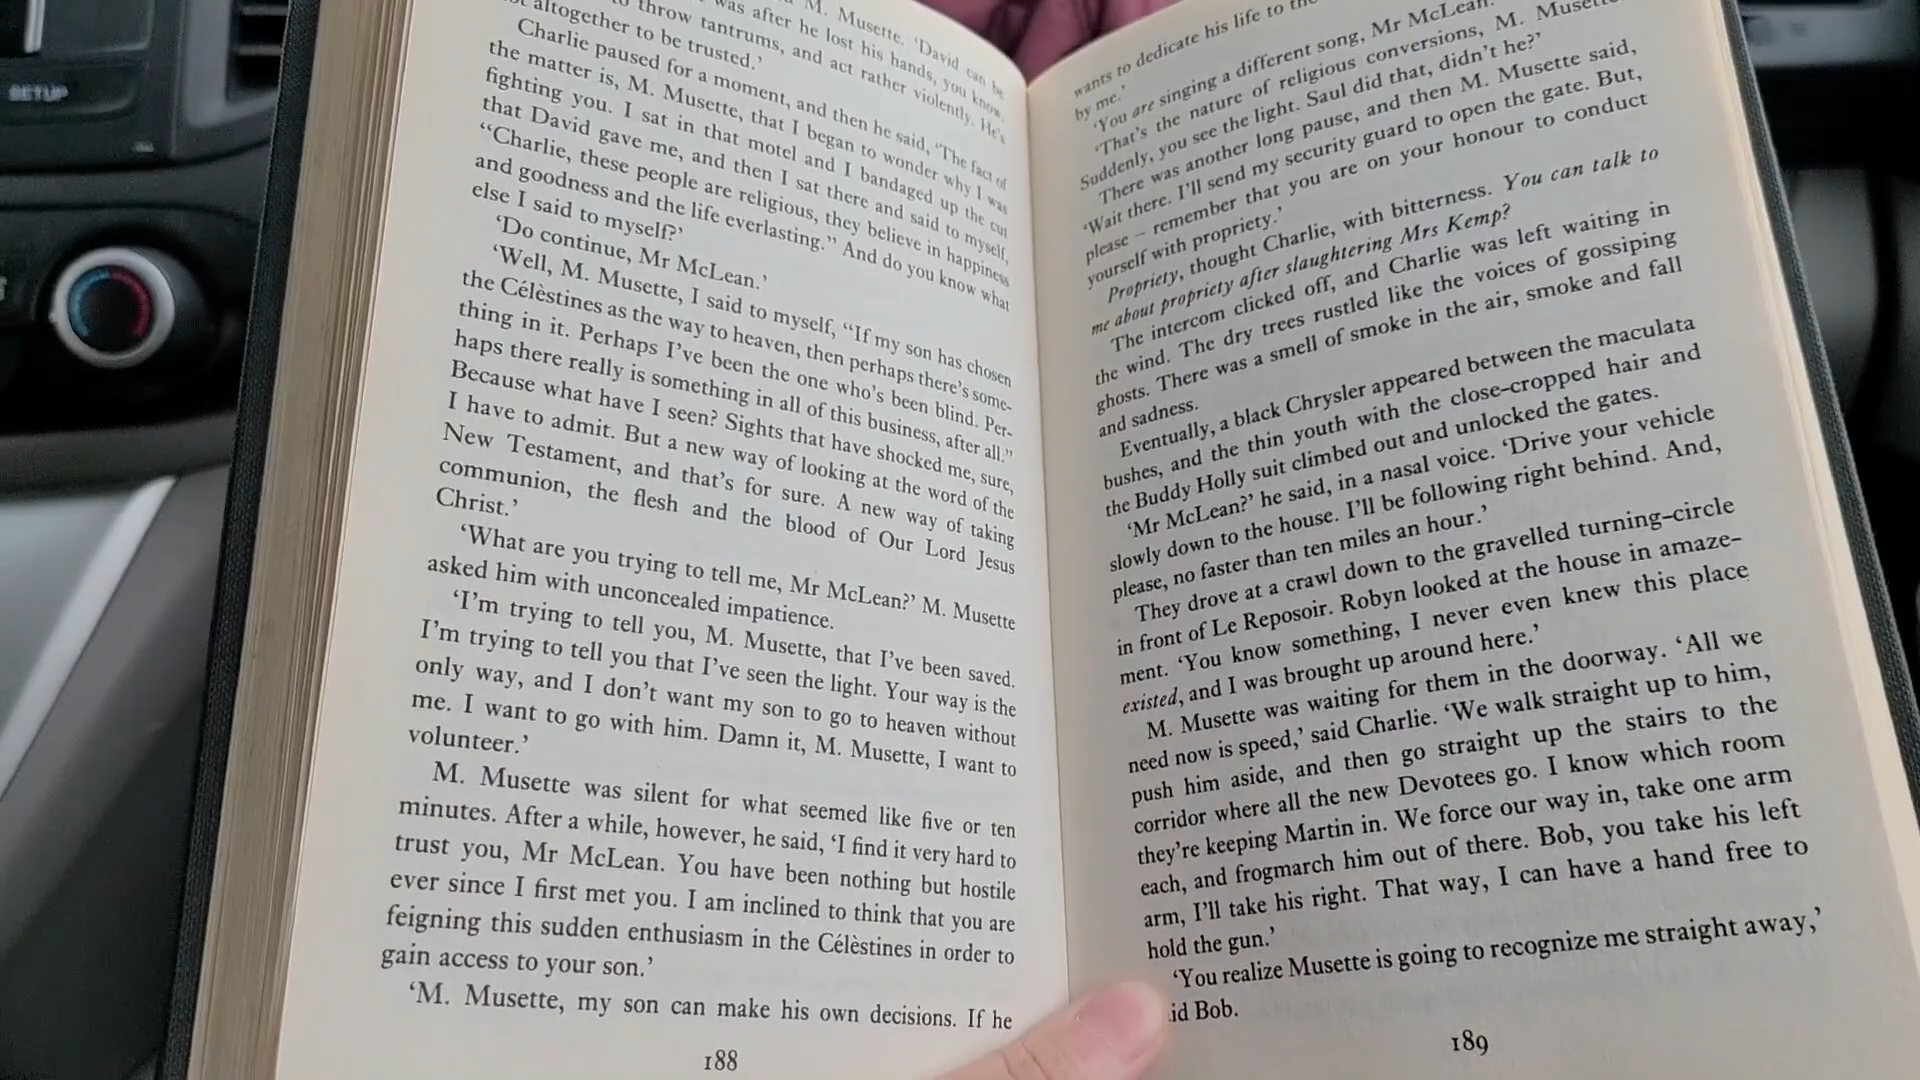 SETUP
M. Musette. 'David can be
was after he lost his hands, you know.
to throw tantrums, and act rather violently. He's
altogether to be trusted.'
Charlie paused for a moment, and then he said, 'The fact of
the matter is, M. Musette, that I began to wonder why I was
fighting you. I sat in that motel and I bandaged up the cut
that David gave me, and then I sat there and said to myself,
"Charlie, these people are religious, they believe in happiness
and goodness and the life everlasting." And do you know what
else I said to myself?'
'Do continue, Mr McLean.'
'Well, M. Musette, I said to myself, "If my son has chosen
the Célèstines as the way to heaven, then perhaps there's some-
thing in it. Perhaps I've been the one who's been blind. Per-
haps there really is something in all of this business, after all."
Because what have I seen? Sights that have shocked me, sure,
I have to admit. But a new way of looking at the word of the
New Testament, and that's for sure. A new way of taking
communion, the flesh and the blood of Our Lord Jesus
Christ.'
'What are you trying to tell me, Mr McLean?' M. Musette
asked him with unconcealed impatience.
'I'm trying to tell you, M. Musette, that I've been saved.
I'm trying to tell you that I've seen the light. Your way is the
only way, and I don't want my son to go to heaven without
me. I want to go with him. Damn it, M. Musette, I want to
volunteer.'
M. Musette was silent for what seemed like five or ten
minutes. After a while, however, he said, 'I find it very hard to
trust you, Mr McLean. You have been nothing but hostile
ever since I first met you. I am inclined to think that you are
feigning this sudden enthusiasm in the Célèstines in order to
gain access to your son.'
'M. Musette, my son can make his own decisions. If he
188
wants to dedicate his life to the
by me.'
'You are singing a different song, Mr McLean.
'That's the nature of religious conversions, M. Musette.
Suddenly, you see the light. Saul did that, didn't he?'
There was another long pause, and then M. Musette said,
'Wait there. I'll send my security guard to open the gate. But,
please – remember that you are on your honour to conduct
yourself with propriety.'
Propriety, thought Charlie, with bitterness. You can talk to
me about propriety after slaughtering Mrs Kemp?
The intercom clicked off, and Charlie was left waiting in
the wind. The dry trees rustled like the voices of gossiping
ghosts. There was a smell of smoke in the air, smoke and fall
and sadness.
Eventually, a black Chrysler appeared between the maculata
bushes, and the thin youth with the close-cropped hair and
the Buddy Holly suit climbed out and unlocked the gates.
'Mr McLean?' he said, in a nasal voice. 'Drive your vehicle
slowly down to the house. I'll be following right behind. And,
please, no faster than ten miles an hour.'
They drove at a crawl down to the gravelled turning-circle
in front of Le Reposoir. Robyn looked at the house in amaze-
ment. 'You know something, I never even knew this place
existed, and I was brought up around here.'
M. Musette was waiting for them in the doorway. 'All we
need now is speed,' said Charlie. 'We walk straight up to him,
push him aside, and then go straight up the stairs to the
corridor where all the new Devotees go. I know which room
they're keeping Martin in. We force our way in, take one arm
each, and frogmarch him out of there. Bob, you take his left
arm, I'll take his right. That way, I can have a hand free to
hold the gun.'
'You realize Musette is going to recognize me straight away,'
id Bob.
189